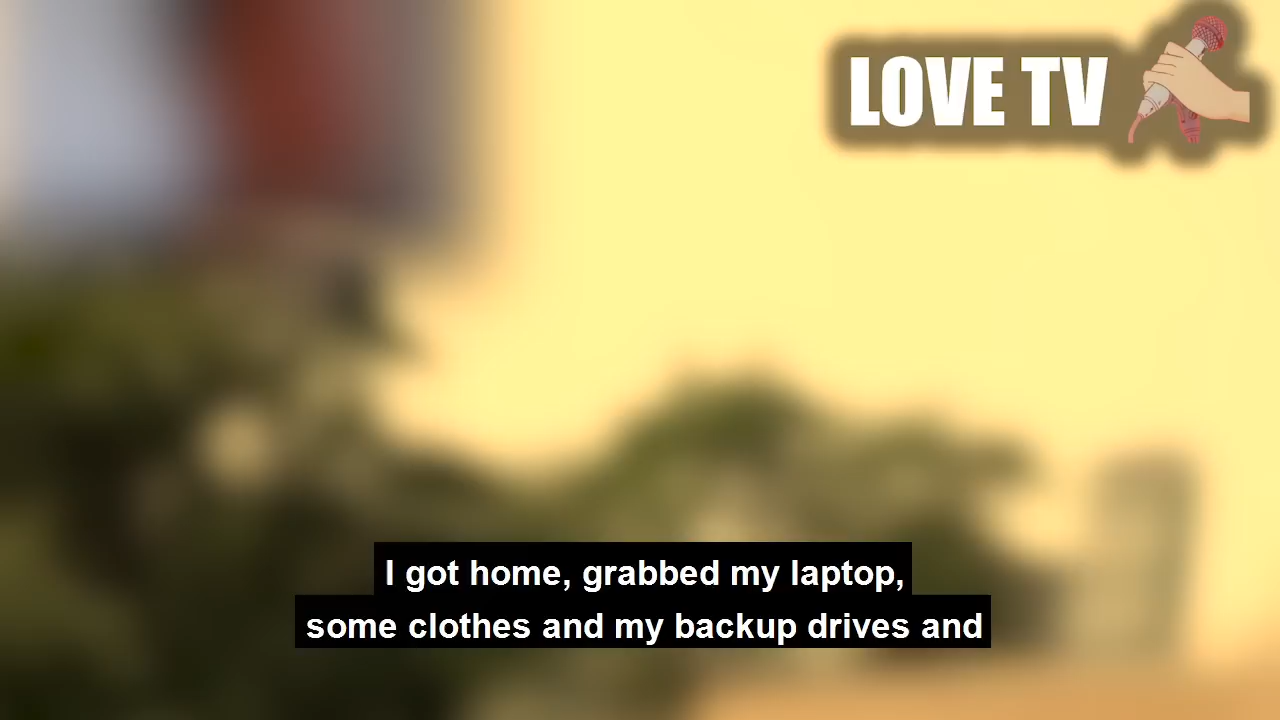 LOVE TV
I got home, grabbed my laptop,
some clothes and my backup drives and